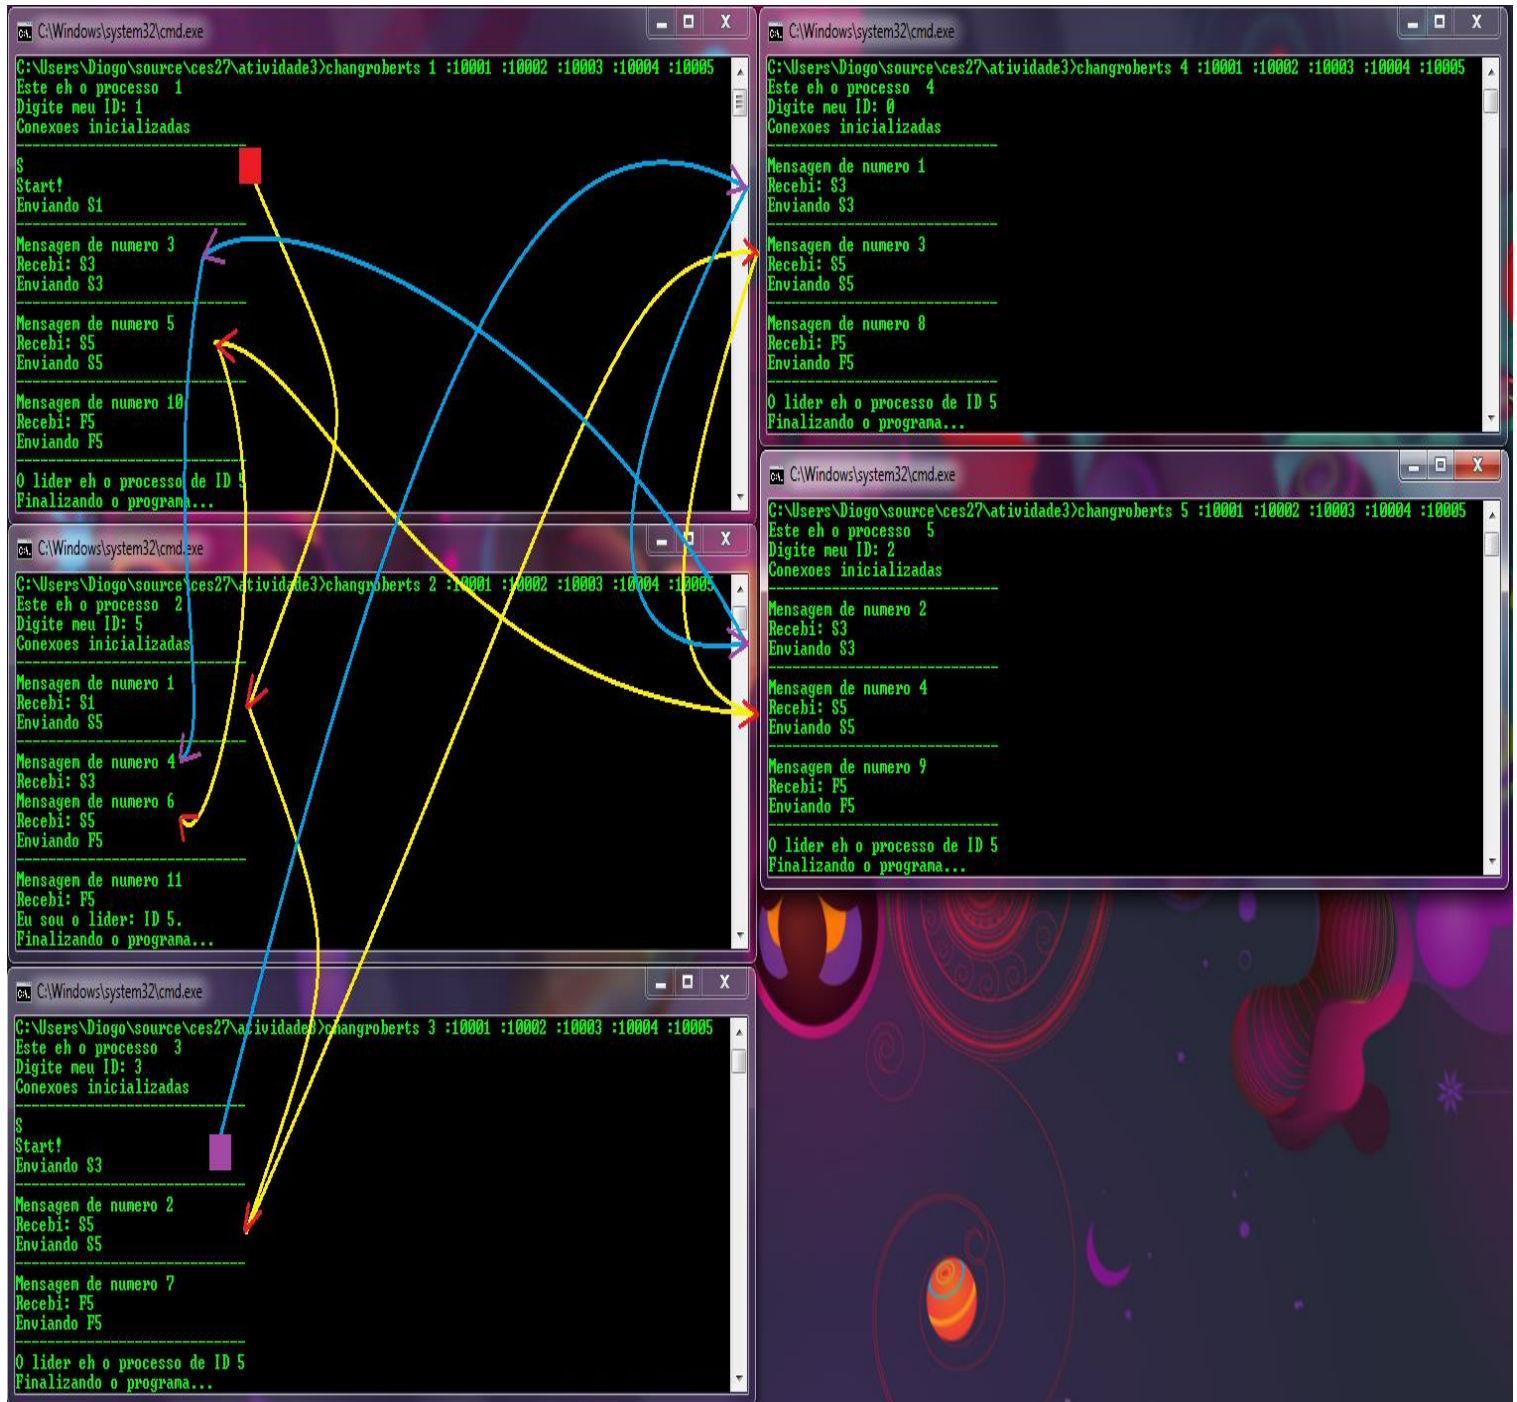 C:\Windows\system32\cmd.exe
C:\Users\Diogo\source\ces27\atividade3>changroberts 1 :10001 :10002 :10003 :10004 :10005
Este eh o processo  1
Digite meu ID: 1
Conexoes inicializadas
S
Start!
Enviando S1
Mensagem de numero 3
Recebi: S3
Enviando S3
Mensagem de numero 5
Recebi: S5
Enviando S5
Mensagem de numero 10
Recebi: F5
Enviando F5
O lider eh o processo de ID 5
Finalizando o programa...
C:\Windows\system32\cmd.exe
C:\Users\Diogo\source\ces27\atividade3>changroberts 2 :10001 :10002 :10003 :10004 :10005
Este eh o processo  2
Digite meu ID: 5
Conexoes inicializadas
Mensagem de numero 1
Recebi: S1
Enviando S5
Mensagem de numero 4
Recebi: S3
Mensagem de numero 6
Recebi: S5
Enviando F5
Mensagem de numero 11
Recebi: F5
Eu sou o lider: ID 5.
Finalizando o programa...
C:\Windows\system32\cmd.exe
C:\Users\Diogo\source\ces27\atividade3>changroberts 3 :10001 :10002 :10003 :10004 :10005
Este eh o processo  3
Digite meu ID: 3
Conexoes inicializadas
S
Start!
Enviando S3
Mensagem de numero 2
Recebi: S5
Enviando S5
Mensagem de numero 7
Recebi: F5
Enviando F5
O lider eh o processo de ID 5
Finalizando o programa...
C:\Windows\system32\cmd.exe
C:\Users\Diogo\source\ces27\atividade3>changroberts 4 :10001 :10002 :10003 :10004 :10005
Este eh o processo  4
Digite meu ID: 0
Conexoes inicializadas
Mensagem de numero 1
Recebi: S3
Enviando S3
Mensagem de numero 3
Recebi: S5
Enviando S5
Mensagem de numero 8
Recebi: F5
Enviando F5
O lider eh o processo de ID 5
Finalizando o programa...
C:\Windows\system32\cmd.exe
C:\Users\Diogo\source\ces27\atividade3>changroberts 5 :10001 :10002 :10003 :10004 :10005
Este eh o processo  5
Digite meu ID: 2
Conexoes inicializadas
Mensagem de numero 2
Recebi: S3
Enviando S3
Mensagem de numero 4
Recebi: S5
Enviando S5
Mensagem de numero 9
Recebi: F5
Enviando F5
O lider eh o processo de ID 5
Finalizando o programa...